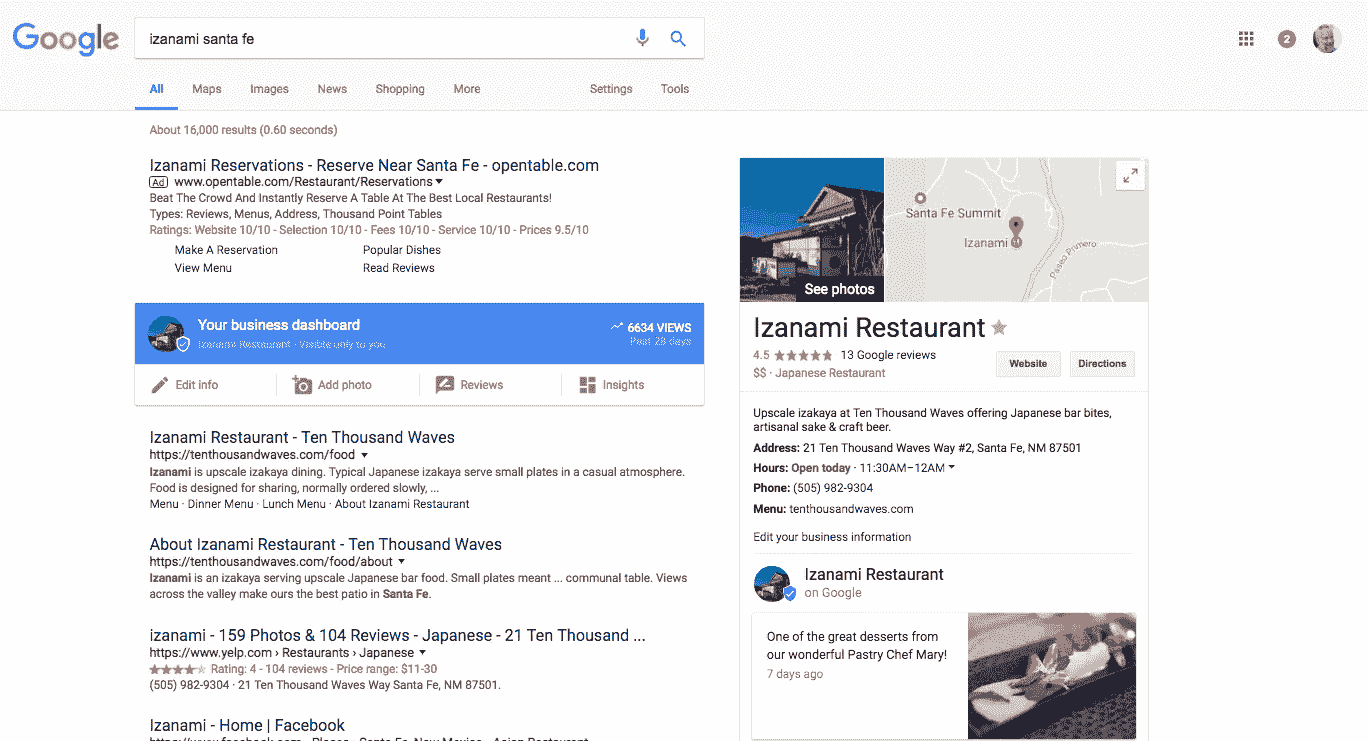 Google
izanami santa fe
2
All Maps Images News Shopping More Settings Tools
About 16,000 results (0.60 seconds)
Izanami Reservations - Reserve Near Santa Fe - opentable.com
Ad www.opentable.com/Restaurant/Reservations
Beat The Crowd And Instantly Reserve A Table At The Best Local Restaurants!
Types: Reviews, Menus, Address, Thousand Point Tables
Ratings: Website 10/10 - Selection 10/10 - Fees 10/10 - Service 10/10 - Prices 9.5/10
Make A Reservation Popular Dishes
View Menu Read Reviews
Your business dashboard
Izanami Restaurant · Visible only to you
6634 VIEWS
Past 28 days
Edit info Add photo Reviews Insights
Izanami Restaurant - Ten Thousand Waves
https://tenthousandwaves.com/food
Izanami is upscale izakaya dining. Typical Japanese izakaya serve small plates in a casual atmosphere.
Food is designed for sharing, normally ordered slowly, ...
Menu · Dinner Menu · Lunch Menu · About Izanami Restaurant
About Izanami Restaurant - Ten Thousand Waves
https://tenthousandwaves.com/food/about
Izanami is an izakaya serving upscale Japanese bar food. Small plates meant ... communal table. Views
across the valley make ours the best patio in Santa Fe.
izanami - 159 Photos & 104 Reviews - Japanese - 21 Ten Thousand ...
https://www.yelp.com › Restaurants › Japanese
Rating: 4 - 104 reviews - Price range: $11-30
(505) 982-9304 · 21 Ten Thousand Waves Way Santa Fe, NM 87501.
Izanami - Home | Facebook
https://www.facebook.com › Places › Santa Fe, New Mexico › Asian Restaurant
See photos
Santa Fe Summit
Izanami
Paseo Primero
Izanami Restaurant
4.5 13 Google reviews
$$ · Japanese Restaurant
Website Directions
Upscale izakaya at Ten Thousand Waves offering Japanese bar bites,
artisanal sake & craft beer.
Address: 21 Ten Thousand Waves Way #2, Santa Fe, NM 87501
Hours: Open today · 11:30AM–12AM
Phone: (505) 982-9304
Menu: tenthousandwaves.com
Edit your business information
Izanami Restaurant
on Google
One of the great desserts from
our wonderful Pastry Chef Mary!
7 days ago